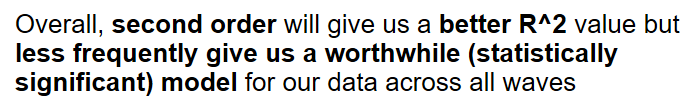 Overall, second order will give us a better R^2 value but
less frequently give us a worthwhile (statistically
significant) model for our data across all waves